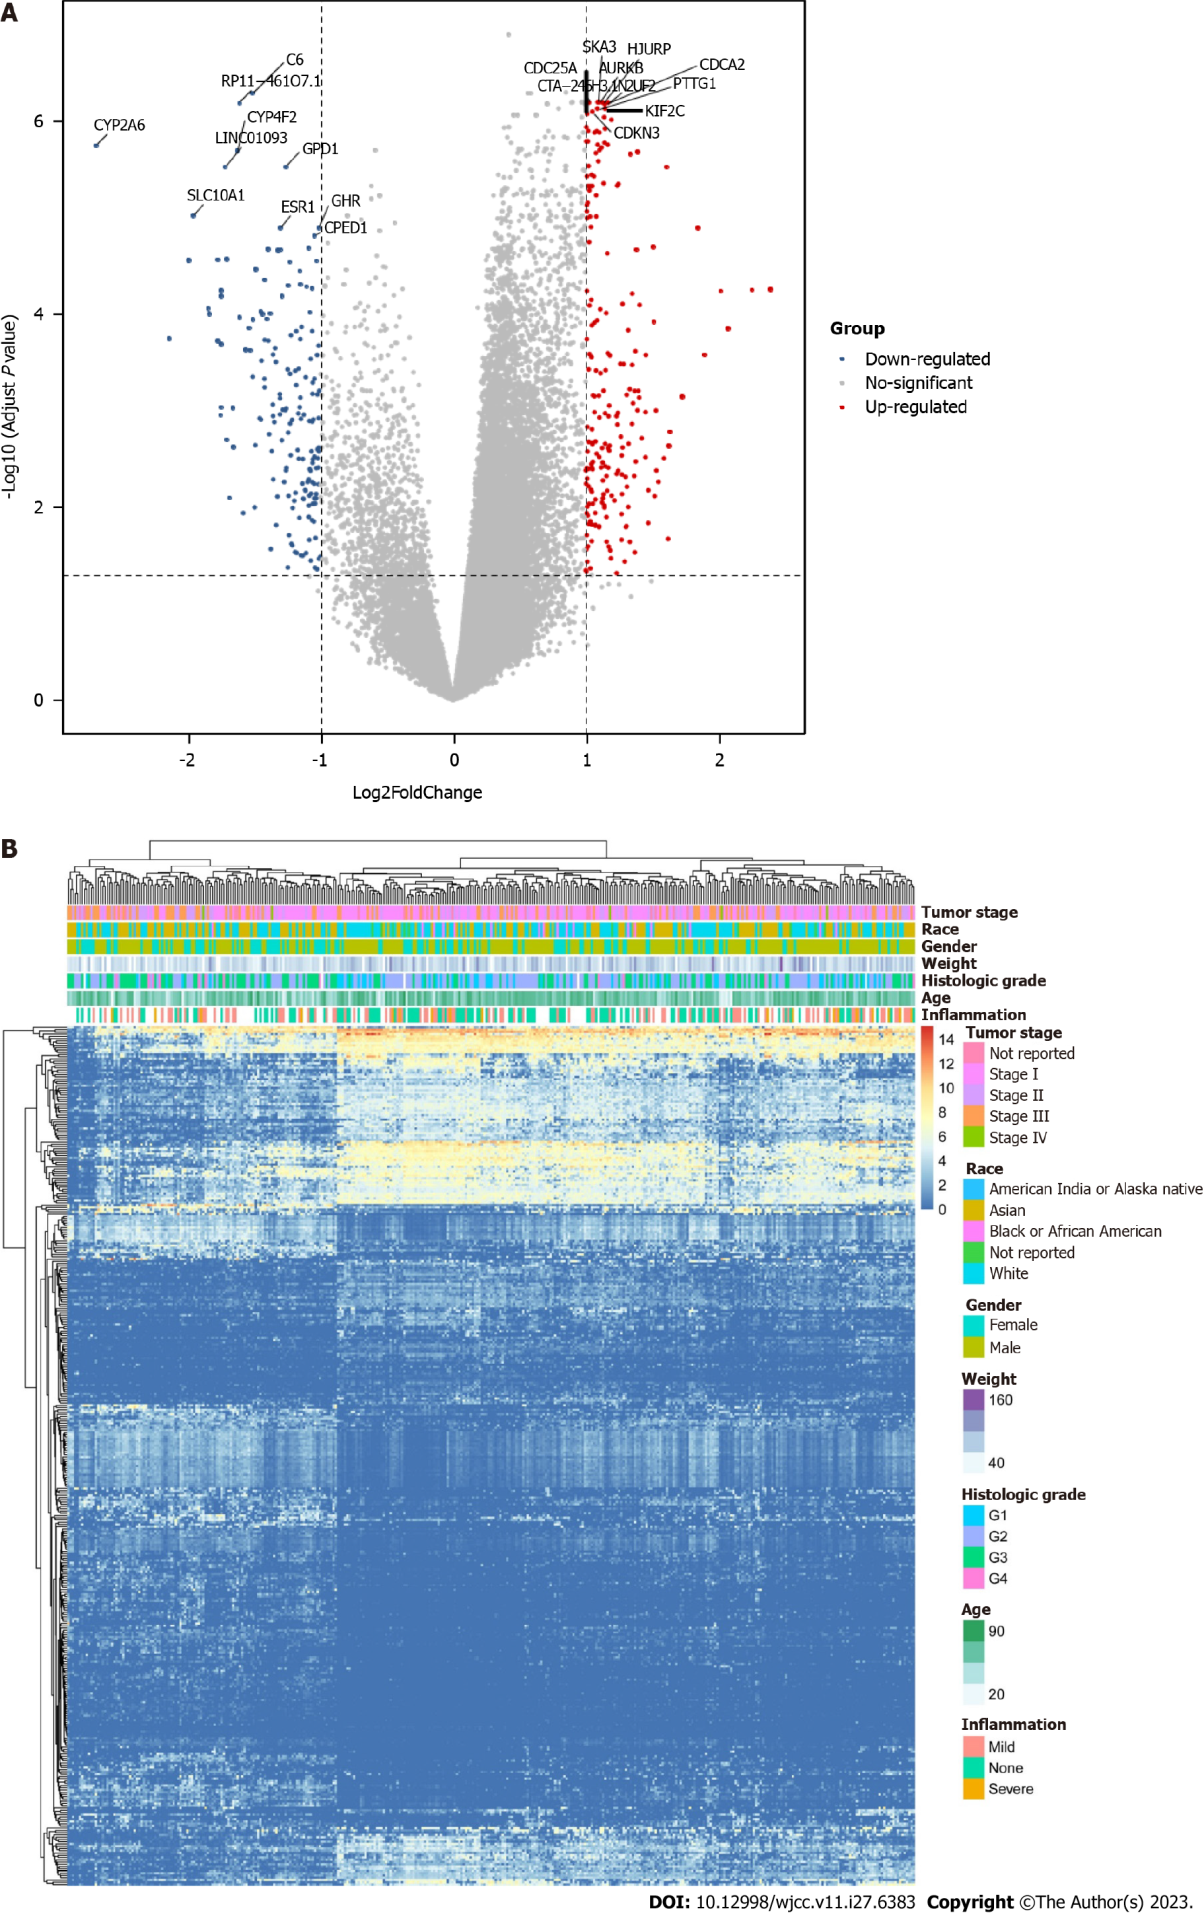 A
C6
SKA3
HJURP
RP11-461O7.1
CDC25A
AURKB
CDCA2
CTA-245H3.1
N2UF2
PTTG1
CYP4F2
KIF2C
CYP2A6
LINC01093
CDKN3
GPD1
SLC10A1
ESR1
GHR
CPED1
6
4
2
0
-Log10 (Adjust P value)
-2
-1
0
1
2
Log2FoldChange
Group
Down-regulated
No-significant
Up-regulated
B
Tumor stage
Race
Gender
Weight
Histologic grade
Age
Inflammation
14
12
10
8
6
4
2
0
Tumor stage
Not reported
Stage I
Stage II
Stage III
Stage IV
Race
American India or Alaska native
Asian
Black or African American
Not reported
White
Gender
Female
Male
Weight
160
40
Histologic grade
G1
G2
G3
G4
Age
90
20
Inflammation
Mild
None
Severe
DOI: 10.12998/wjcc.v11.i27.6383 Copyright ©The Author(s) 2023.